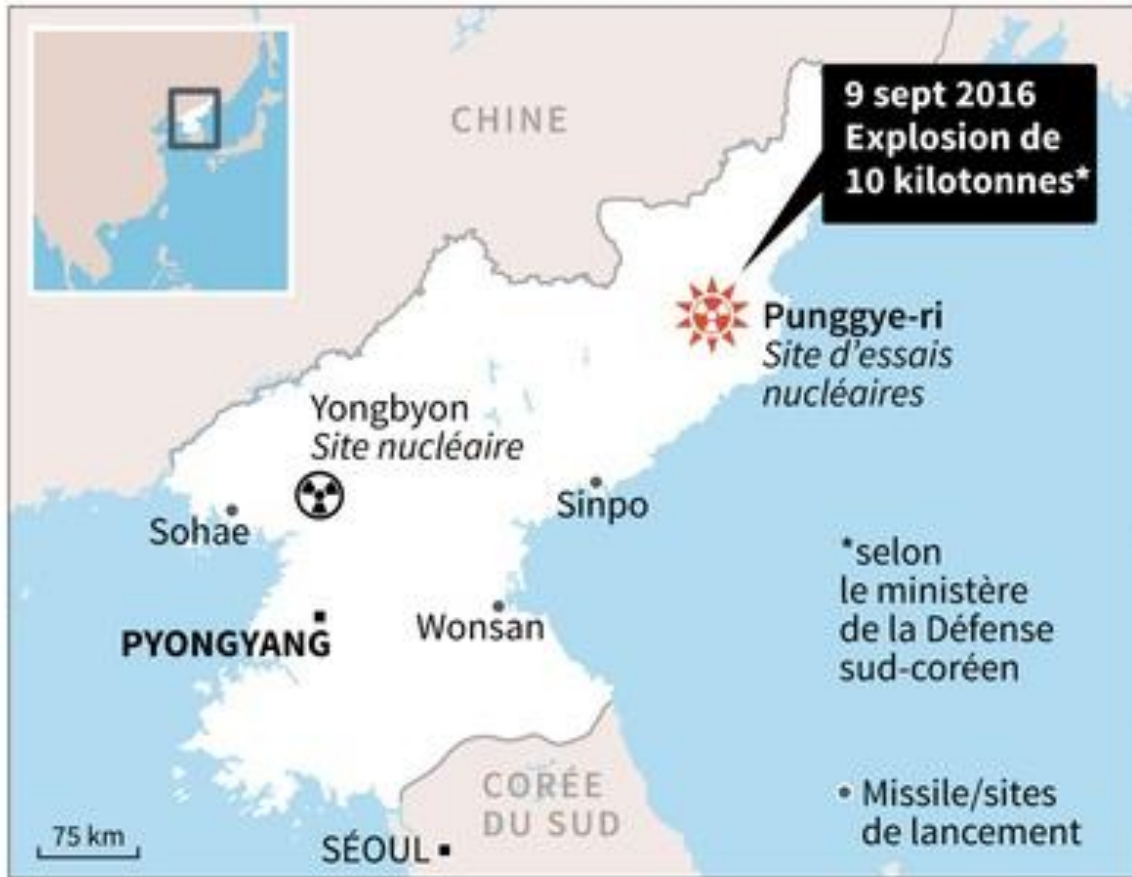 CHINE
9 sept 2016
Explosion de
10 kilotonnes*
Punggye-ri
Site d'essais
nucléaires
Yongbyon
Site nucléaire
Sohae
Sinpo
PYONGYANG
Wonsan
*selon
le ministère
de la Défense
sud-coréen
CORÉE
DU SUD
SÉOUL
75 km
Missile/sites
de lancement